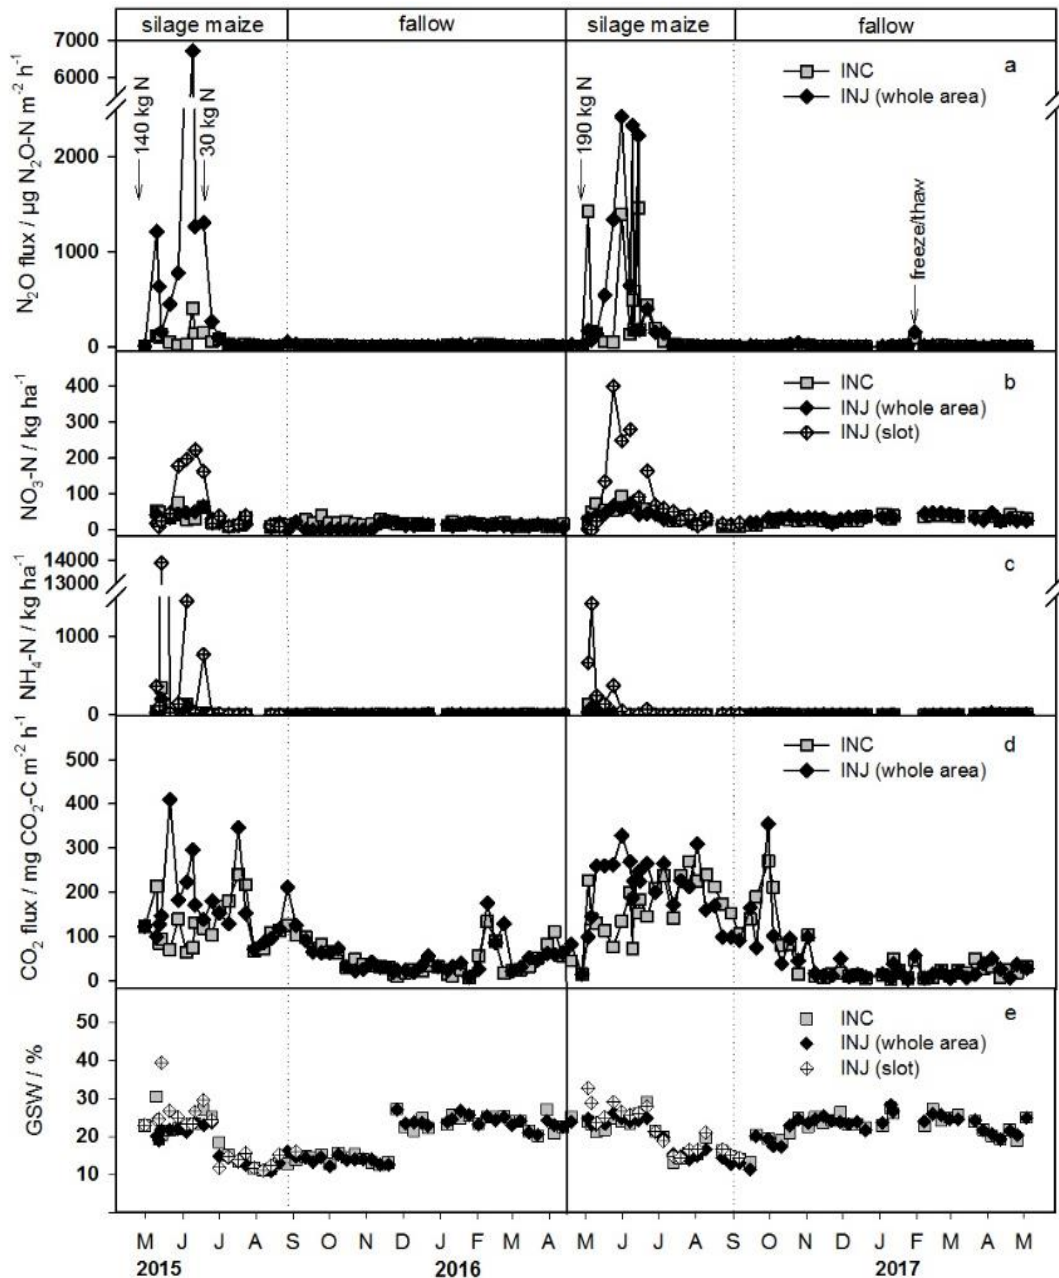 silage maize fallow silage maize fallow
7000
6000
2000
1000
0
N₂O flux / µg N₂O-N m⁻² h⁻¹
140 kg N
30 kg N
190 kg N
freeze/thaw
INC
INJ (whole area)
a
400
300
200
100
0
NO₃-N / kg ha⁻¹
INC
INJ (whole area)
INJ (slot)
b
14000
13000
1000
0
NH₄-N / kg ha⁻¹
c
500
400
300
200
100
0
CO₂ flux / mg CO₂-C m⁻² h⁻¹
INC
INJ (whole area)
d
50
40
30
20
10
GSW / %
INC
INJ (whole area)
INJ (slot)
e
M J J A S O N D J F M A M J J A S O N D J F M A M
2015 2016 2017